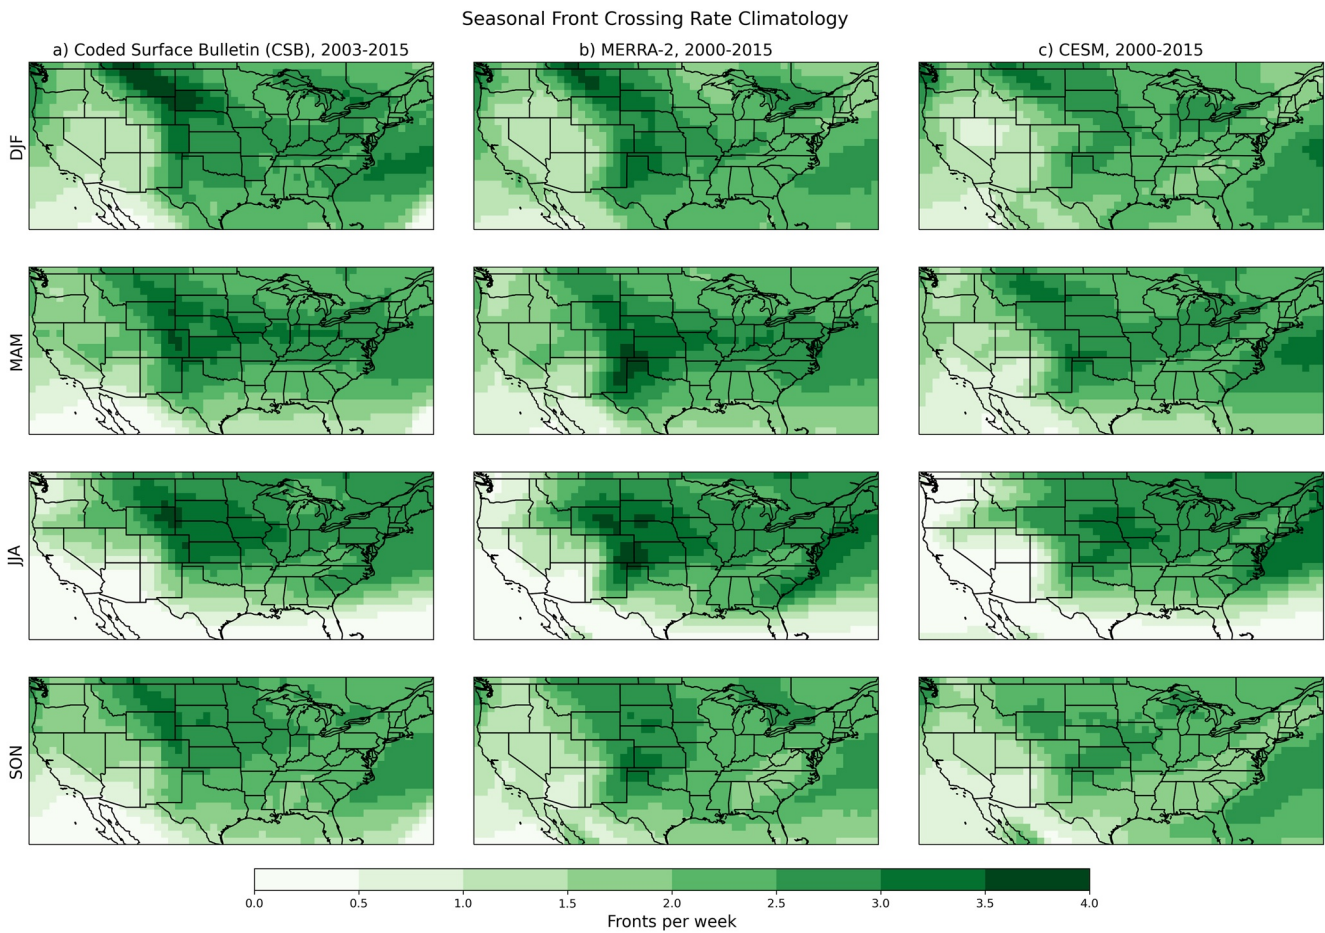 Seasonal Front Crossing Rate Climatology
a) Coded Surface Bulletin (CSB), 2003-2015
b) MERRA-2, 2000-2015
c) CESM, 2000-2015
DJF
MAM
JJA
SON
0.0 0.5 1.0 1.5 2.0 2.5 3.0 3.5 4.0
Fronts per week